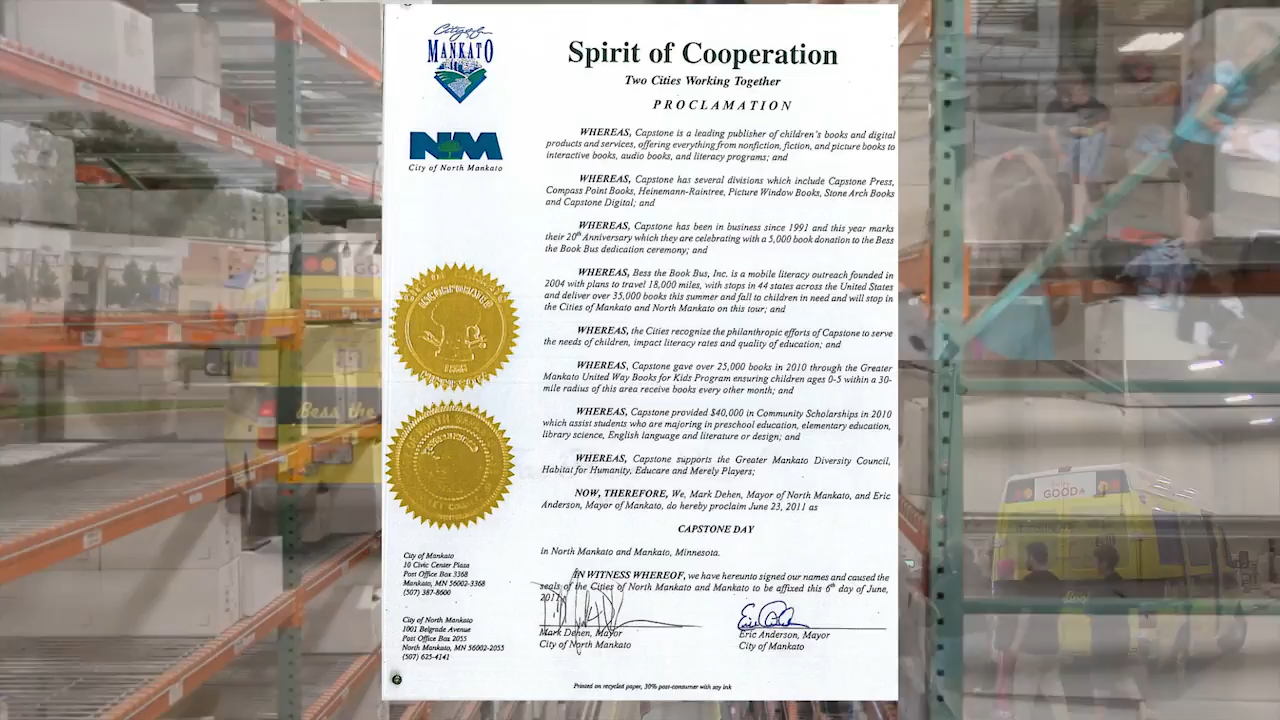 City of
MANKATO
NM
City of North Mankato
Spirit of Cooperation
Two Cities Working Together
PROCLAMATION
WHEREAS, Capstone is a leading publisher of children's books and digital
products and services, offering everything from nonfiction, fiction, and picture books to
interactive books, audio books, and literacy programs; and
WHEREAS, Capstone has several divisions which include Capstone Press,
Compass Point Books, Heinemann-Raintree, Picture Window Books, Stone Arch Books
and Capstone Digital; and
WHEREAS, Capstone has been in business since 1991 and this year marks
their 20th Anniversary which they are celebrating with a 5,000 book donation to the Bess
the Book Bus dedication ceremony; and
WHEREAS, Bess the Book Bus, Inc. is a mobile literacy outreach founded in
2004 with plans to travel 18,000 miles, with stops in 44 states across the United States
and deliver over 35,000 books this summer and fall to children in need and will stop in
the Cities of Mankato and North Mankato on this tour; and
WHEREAS, the Cities recognize the philanthropic efforts of Capstone to serve
the needs of children, impact literacy rates and quality of education; and
WHEREAS, Capstone gave over 25,000 books in 2010 through the Greater
Mankato United Way Books for Kids Program ensuring children ages 0-5 within a 30-
mile radius of this area receive books every other month; and
WHEREAS, Capstone provided $40,000 in Community Scholarships in 2010
which assist students who are majoring in preschool education, elementary education,
library science, English language and literature or design; and
WHEREAS, Capstone supports the Greater Mankato Diversity Council,
Habitat for Humanity, Educare and Merely Players;
NOW, THEREFORE, We, Mark Dehen, Mayor of North Mankato, and Eric
Anderson, Mayor of Mankato, do hereby proclaim June 23, 2011 as
CAPSTONE DAY
in North Mankato and Mankato, Minnesota.
IN WITNESS WHEREOF, we have hereunto signed our names and caused the
seals of the Cities of North Mankato and Mankato to be affixed this 6th day of June,
2011.
Mark Dehen, Mayor
City of North Mankato
Eric Anderson, Mayor
City of Mankato
City of Mankato
10 Civic Center Plaza
Post Office Box 3368
Mankato, MN 56002-3368
(507) 387-8600
City of North Mankato
1001 Belgrade Avenue
Post Office Box 2055
North Mankato, MN 56002-2055
(507) 625-4141
Printed on recycled paper, 30% post-consumer with soy ink
Bess the
GOOD